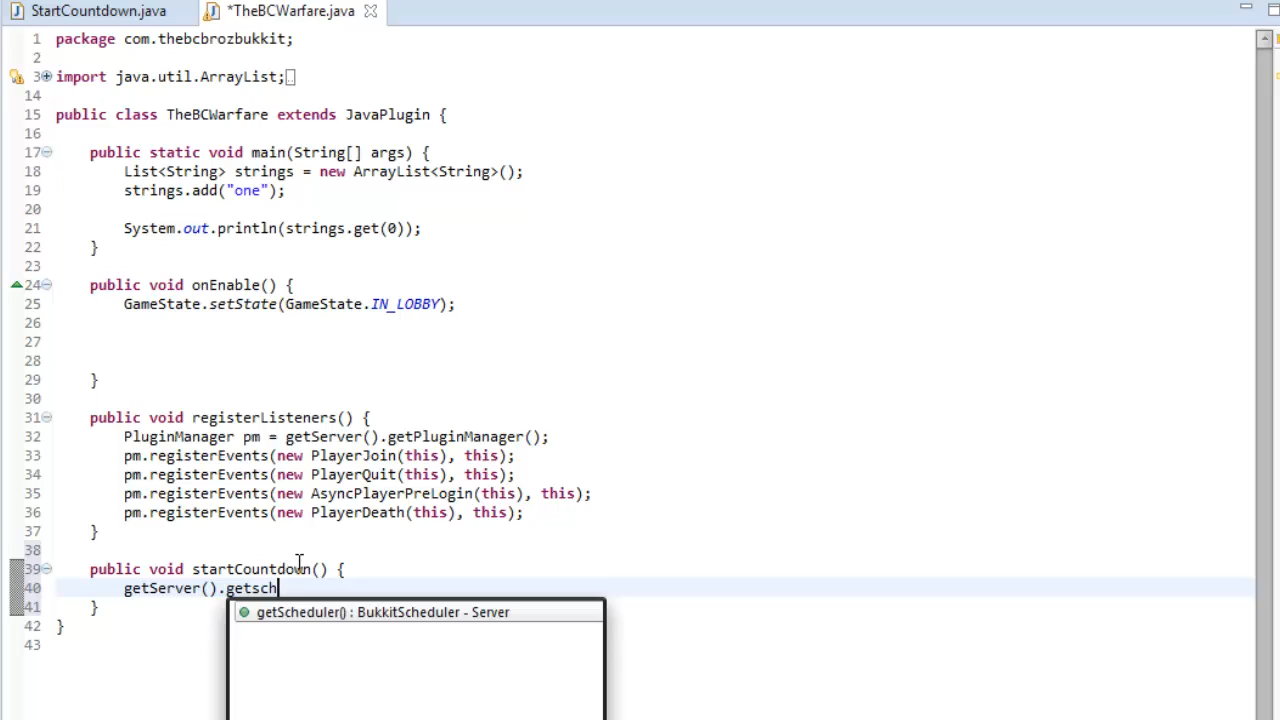 StartCountdown.java *TheBCWarfare.java
1 package com.thebcbrozbukkit;
2
3 import java.util.ArrayList;
14
15 public class TheBCWarfare extends JavaPlugin {
16
17 public static void main(String[] args) {
18 List<String> strings = new ArrayList<String>();
19 strings.add("one");
20
21 System.out.println(strings.get(0));
22 }
23
24 public void onEnable() {
25 GameState.setState(GameState.IN_LOBBY);
26
27
28
29 }
30
31 public void registerListeners() {
32 PluginManager pm = getServer().getPluginManager();
33 pm.registerEvents(new PlayerJoin(this), this);
34 pm.registerEvents(new PlayerQuit(this), this);
35 pm.registerEvents(new AsyncPlayerPreLogin(this), this);
36 pm.registerEvents(new PlayerDeath(this), this);
37 }
38
39 public void startCountdown() {
40 getServer().getsch
41 }
getScheduler() : BukkitScheduler - Server
42 }
43